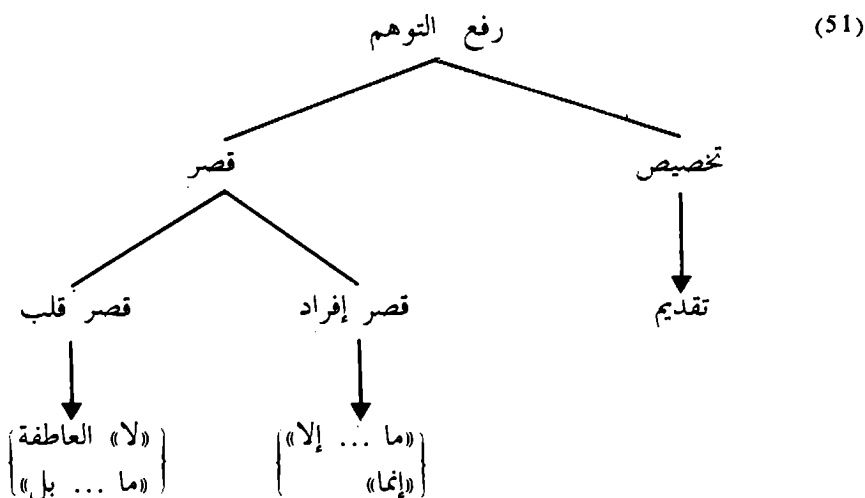 (51)
رفع التوهم
تخصيص
قصر
تقديم
قصر إفراد
قصر قلب
«ما ... إلا»
«إنما»
«لا» العاطفة
«ما ... بل»